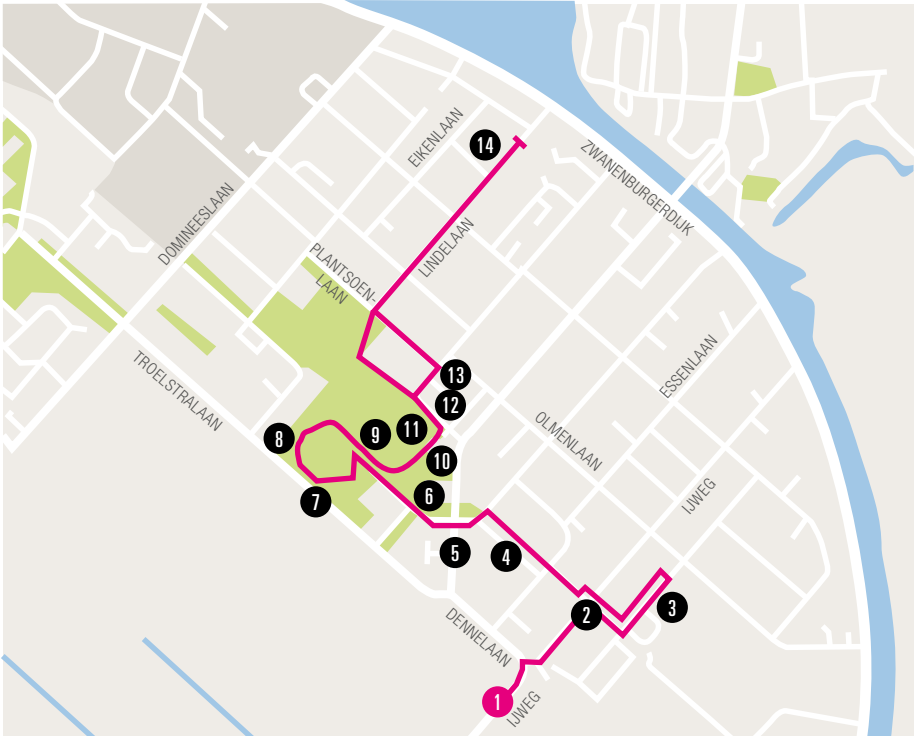 EIKENLAAN
14
ZWANENBURGERDIJK
DOMINEESLAAN
LINDELAAN
PLANTSOEN-
LAAN
TROELSTRALAAN
13
ESSENLAAN
12
OLMENLAAN
11
9
8
10
6
7
IJWEG
5
4
3
2
DENNELAAN
1
IJWEG